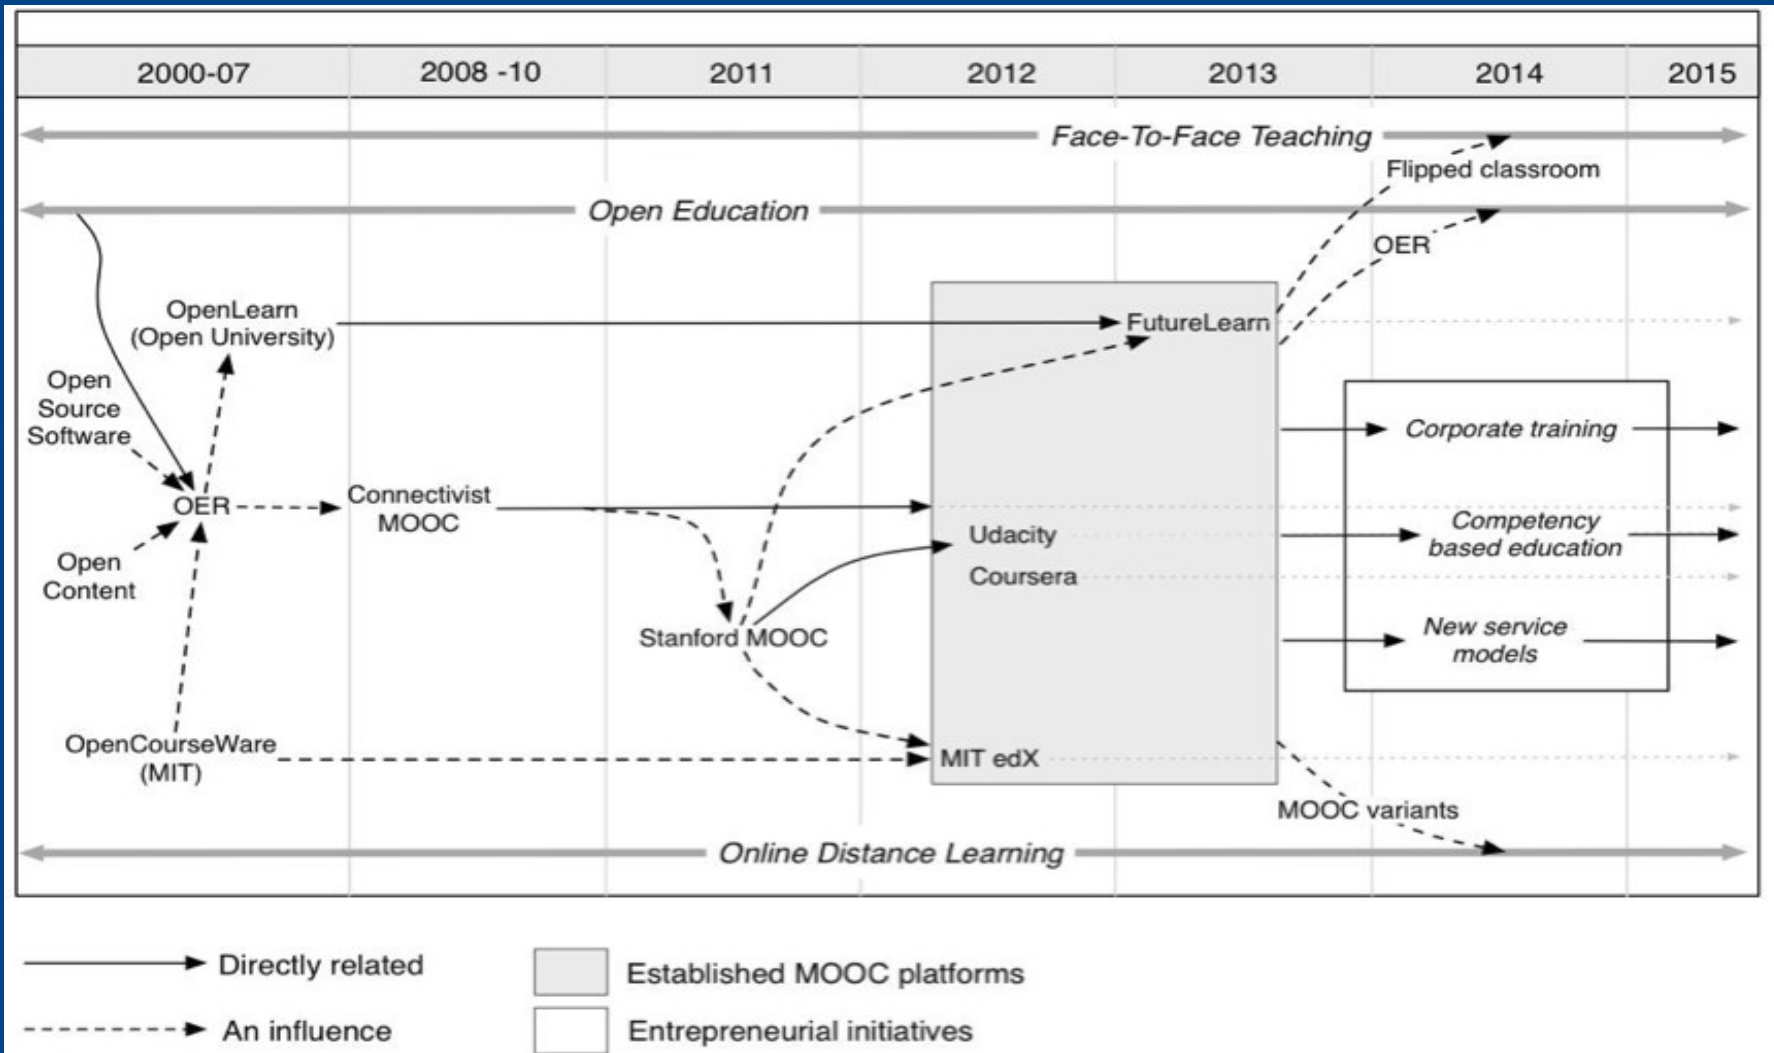 2000-07
2008 -10
2011
2012
2013
2014
2015
Face-To-Face Teaching
Flipped classroom
Open Education
OER
OpenLearn
(Open University)
FutureLearn
Open
Source
Software
Corporate training
OER
Connectivist
MOOC
Udacity
Competency
based education
Open
Content
Coursera
Stanford MOOC
New service
models
OpenCourseWare
(MIT)
MIT edX
MOOC variants
Online Distance Learning
Directly related
Established MOOC platforms
An influence
Entrepreneurial initiatives